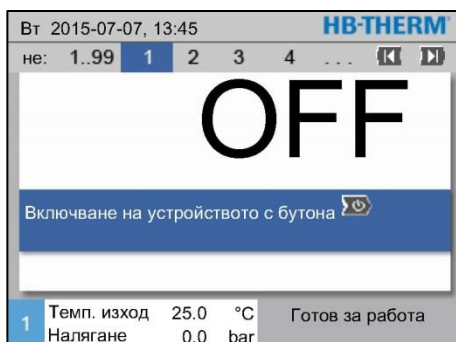 Вт 2015-07-07, 13:45 HB-THERM®
не: 1..99 1 2 3 4 ...
OFF
Включване на устройството с бутона
1 Темп. изход 25.0 °C Готов за работа
Налягане 0.0 bar